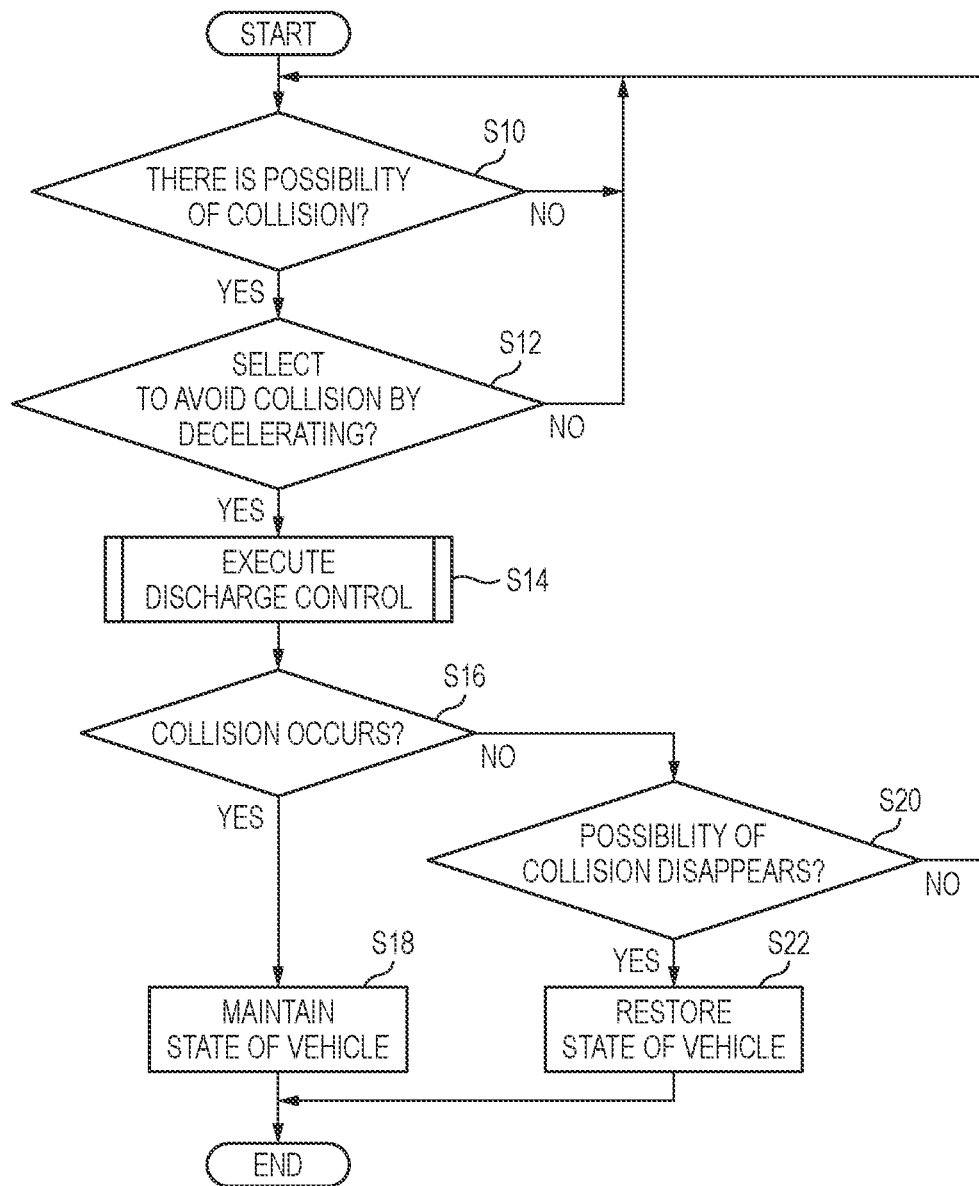 START
S10
THERE IS POSSIBILITY
OF COLLISION?
NO
YES
S12
SELECT
TO AVOID COLLISION BY
DECELERATING?
NO
YES
EXECUTE
DISCHARGE CONTROL
S14
S16
COLLISION OCCURS?
NO
YES
S20
POSSIBILITY OF
COLLISION DISAPPEARS?
NO
YES
S18
MAINTAIN
STATE OF VEHICLE
S22
RESTORE
STATE OF VEHICLE
END